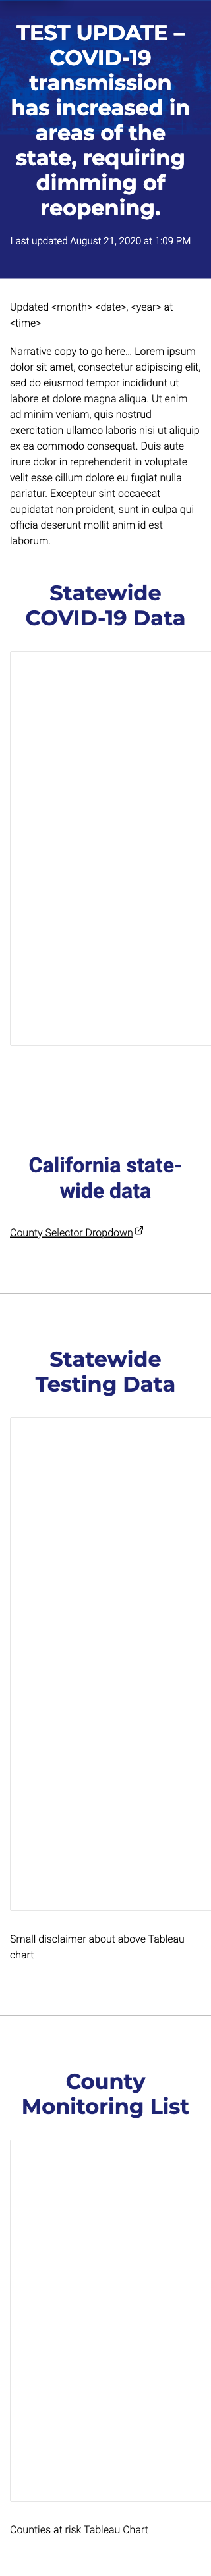 TEST UPDATE –
COVID-19
transmission
has increased in
areas of the
state, requiring
dimming of
reopening.
Last updated August 21, 2020 at 1:09 PM
Updated <month> <date>, <year> at
<time>
Narrative copy to go here… Lorem ipsum
dolor sit amet, consectetur adipiscing elit,
sed do eiusmod tempor incididunt ut
labore et dolore magna aliqua. Ut enim
ad minim veniam, quis nostrud
exercitation ullamco laboris nisi ut aliquip
ex ea commodo consequat. Duis aute
irure dolor in reprehenderit in voluptate
velit esse cillum dolore eu fugiat nulla
pariatur. Excepteur sint occaecat
cupidatat non proident, sunt in culpa qui
officia deserunt mollit anim id est
laborum.
Statewide
COVID-19 Data
California state-
wide data
County Selector Dropdown
Statewide
Testing Data
Small disclaimer about above Tableau
chart
County
Monitoring List
Counties at risk Tableau Chart